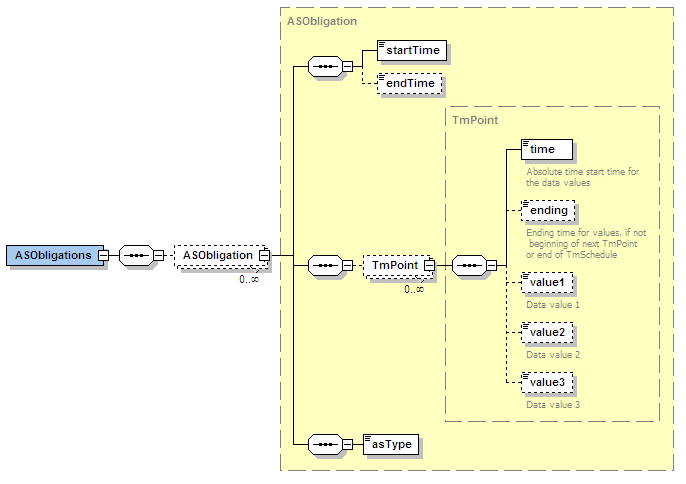 ASObligation
startTime
endTime
TmPoint
time
Absolute time start time for
the data values
ending
Ending time for values, if not
beginning of next TmPoint
or end of TmSchedule
ASObligations
ASObligation
0..∞
TmPoint
0..∞
value1
Data value 1
value2
Data value 2
value3
Data value 3
asType